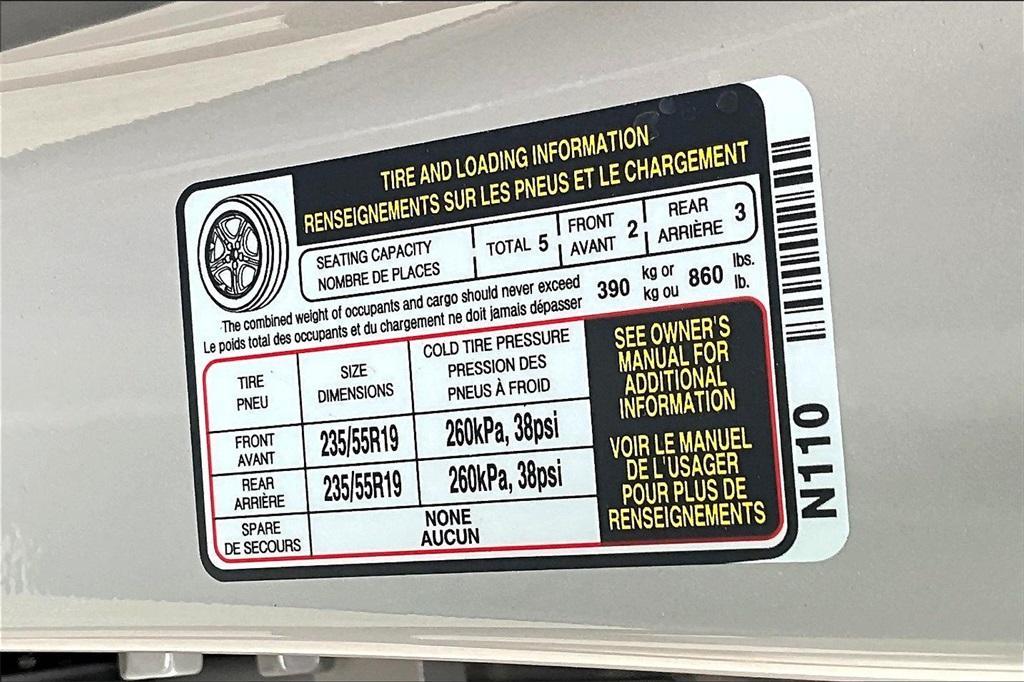 TIRE AND LOADING INFORMATION
RENSEIGNEMENTS SUR LES PNEUS ET LE CHARGEMENT
SEATING CAPACITY
NOMBRE DE PLACES
TOTAL 5
FRONT
AVANT
2
REAR
ARRIÈRE
3
The combined weight of occupants and cargo should never exceed
Le poids total des occupants et du chargement ne doit jamais dépasser
390
kg or
kg ou
860
lbs.
lb.
TIRE
PNEU
SIZE
DIMENSIONS
COLD TIRE PRESSURE
PRESSION DES
PNEUS À FROID
FRONT
AVANT
235/55R19
260kPa, 38psi
REAR
ARRIÈRE
235/55R19
260kPa, 38psi
SPARE
DE SECOURS
NONE
AUCUN
SEE OWNER'S
MANUAL FOR
ADDITIONAL
INFORMATION
VOIR LE MANUEL
DE L'USAGER
POUR PLUS DE
RENSEIGNEMENTS
N110